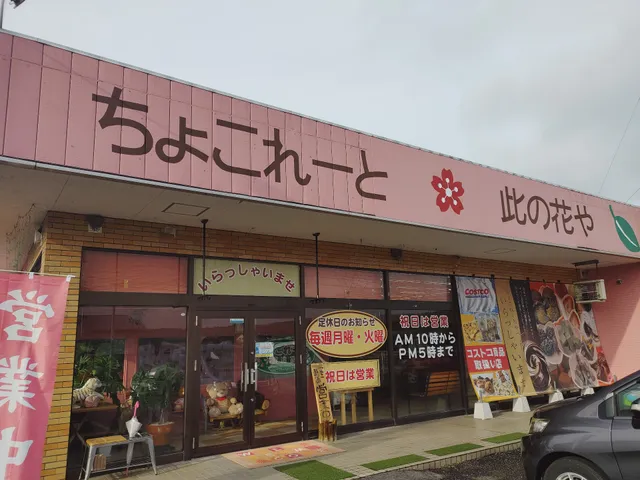 ちよこれーと
此の花や
いらっしゃいませ
定休日のお知らせ
毎週月曜・火曜
祝日は営業
祝日は営業
AM10時から
PM5時まで
COSTCO
コストコ商品
取扱い店
営業中